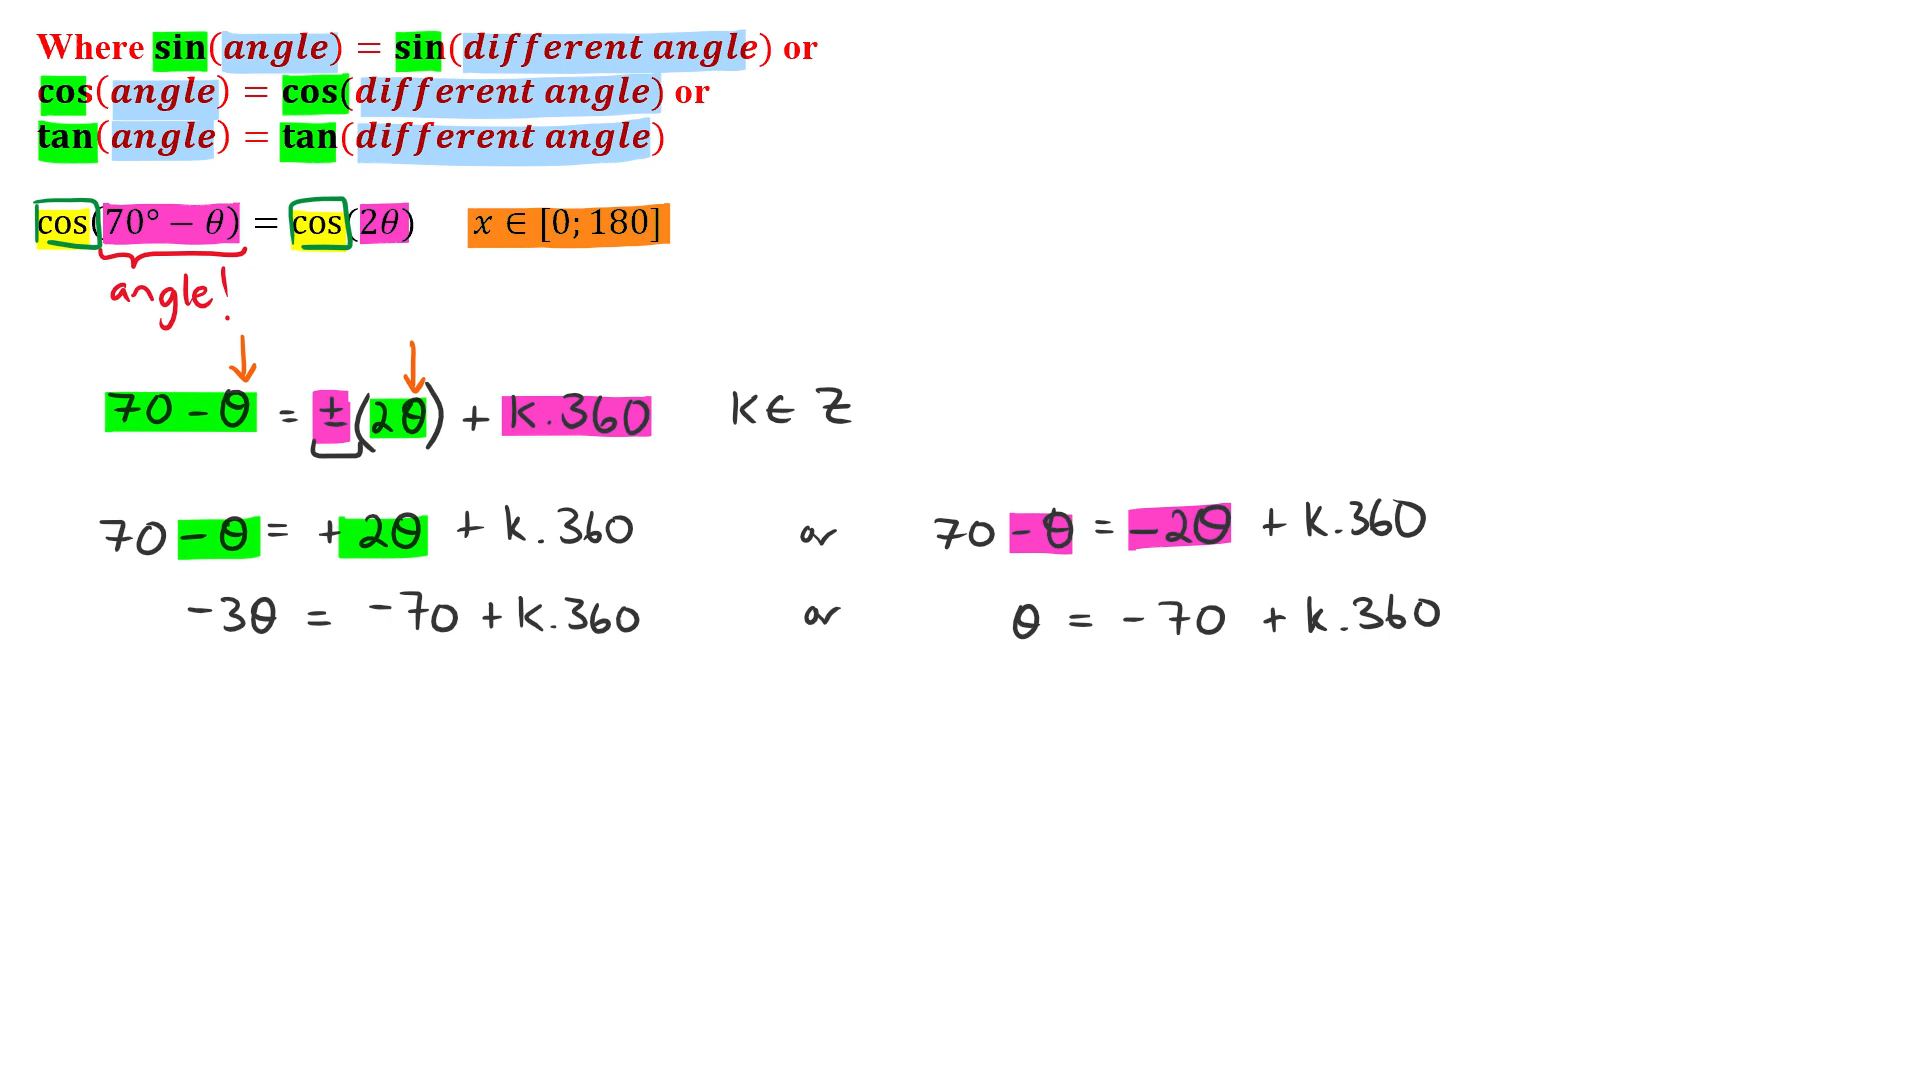 Where sin(angle) = sin(different angle) or
cos(angle) = cos(different angle) or
tan(angle) = tan(different angle)
cos(70° − θ) = cos(2θ) x ∈ [0; 180]
angle!
70 - θ = ±(2θ) + k.360 K ∈ Z
70 - θ = + 2θ + k.360 or 70 - θ = - 2θ + K.360
-3θ = -70 + K.360 or θ = -70 + k.360